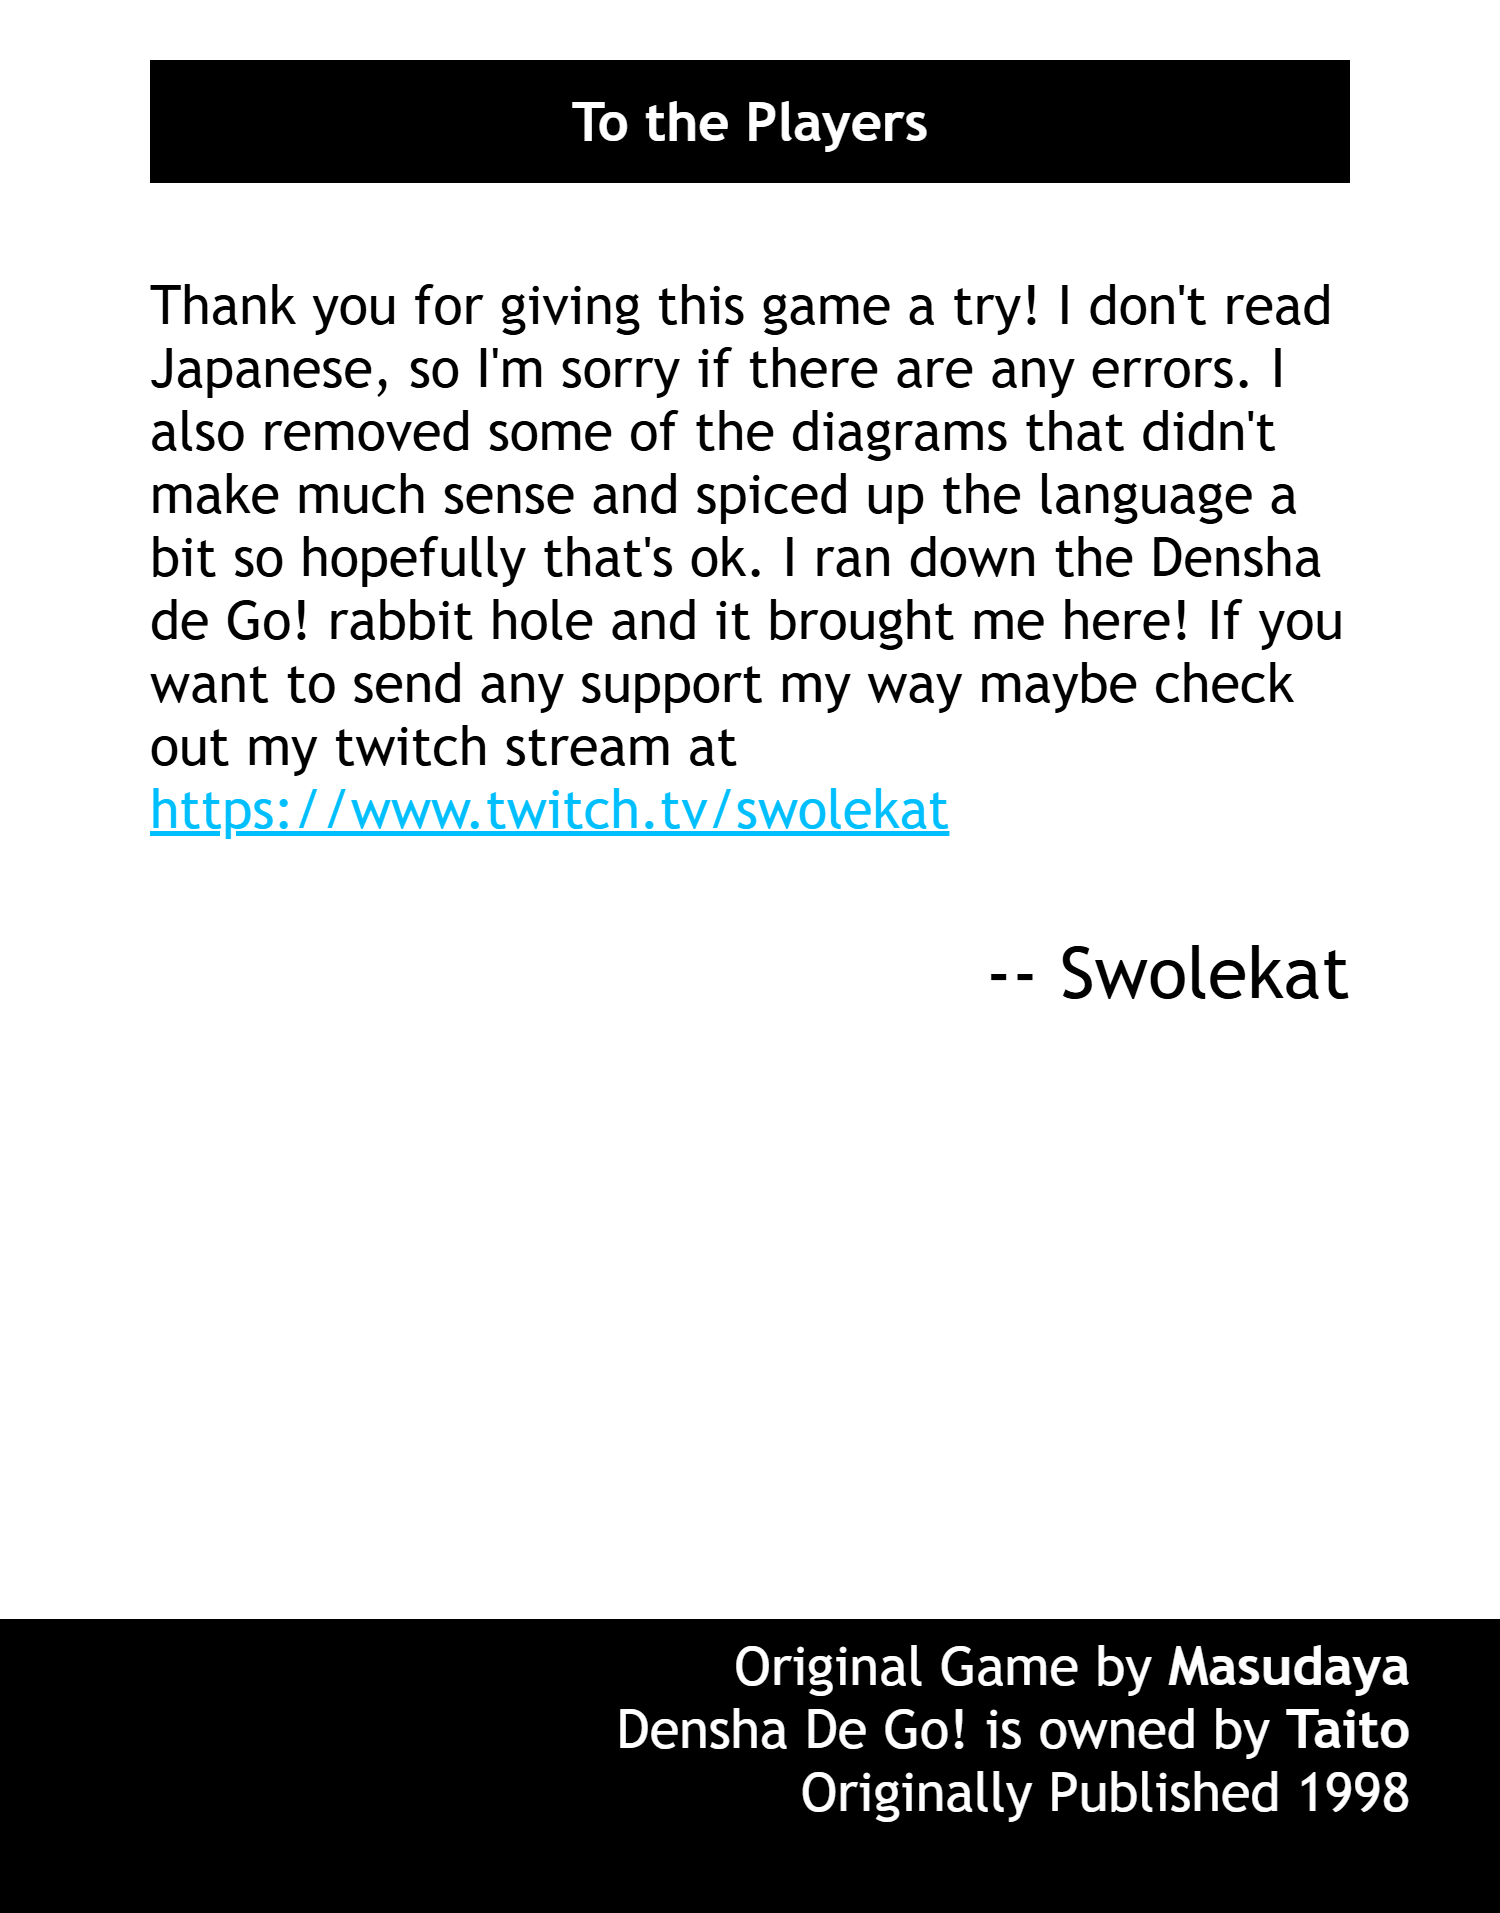 To the Players
Thank you for giving this game a try! I don't read
Japanese, so I'm sorry if there are any errors. I
also removed some of the diagrams that didn't
make much sense and spiced up the language a
bit so hopefully that's ok. I ran down the Densha
de Go! rabbit hole and it brought me here! If you
want to send any support my way maybe check
out my twitch stream at
https://www.twitch.tv/swolekat
-- Swolekat
Original Game by Masudaya
Densha De Go! is owned by Taito
Originally Published 1998